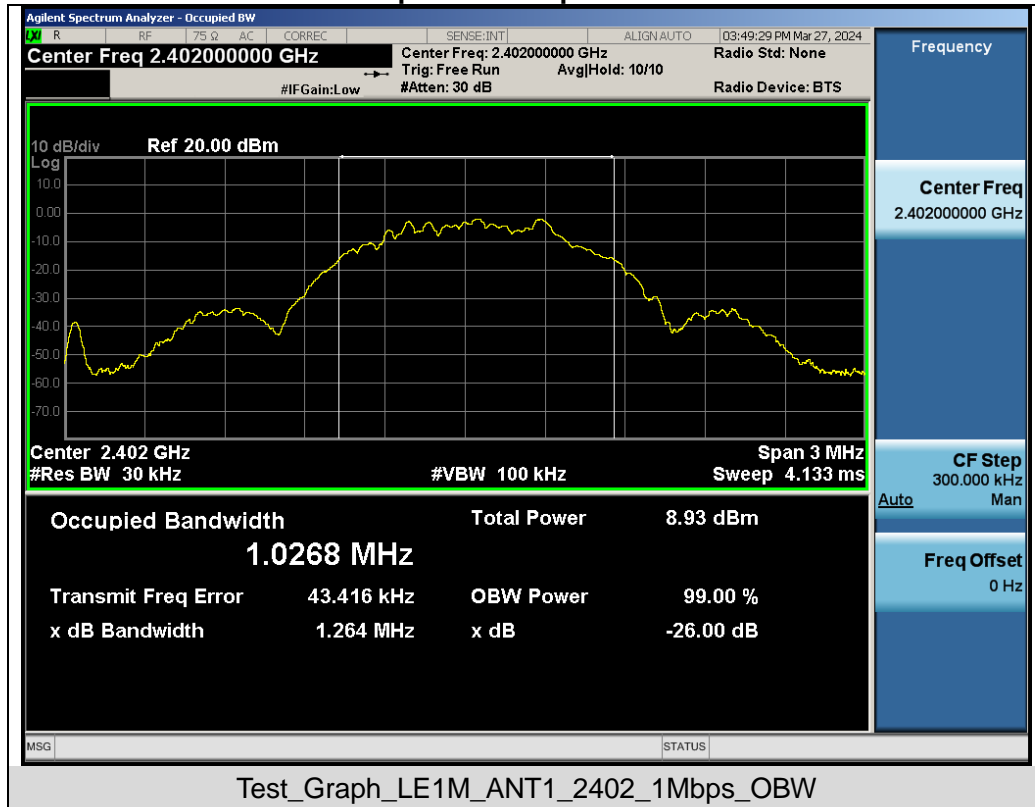 Agilent Spectrum Analyzer - Occupied BW
LXI R RF 75 Ω AC CORREC SENSE:INT ALIGN AUTO 03:49:29 PM Mar 27, 2024
Center Freq 2.402000000 GHz
Center Freq: 2.402000000 GHz
Radio Std: None
Trig: Free Run Avg|Hold: 10/10
#IFGain:Low
#Atten: 30 dB
Radio Device: BTS
Frequency
10 dB/div Ref 20.00 dBm
Log
10.0
0.00
-10.0
-20.0
-30.0
-40.0
-50.0
-60.0
-70.0
Center 2.402 GHz Span 3 MHz
#Res BW 30 kHz #VBW 100 kHz Sweep 4.133 ms
Center Freq
2.402000000 GHz
CF Step
300.000 kHz
Auto Man
Freq Offset
0 Hz
Occupied Bandwidth Total Power 8.93 dBm
1.0268 MHz
Transmit Freq Error 43.416 kHz OBW Power 99.00 %
x dB Bandwidth 1.264 MHz x dB -26.00 dB
MSG STATUS
Test_Graph_LE1M_ANT1_2402_1Mbps_OBW